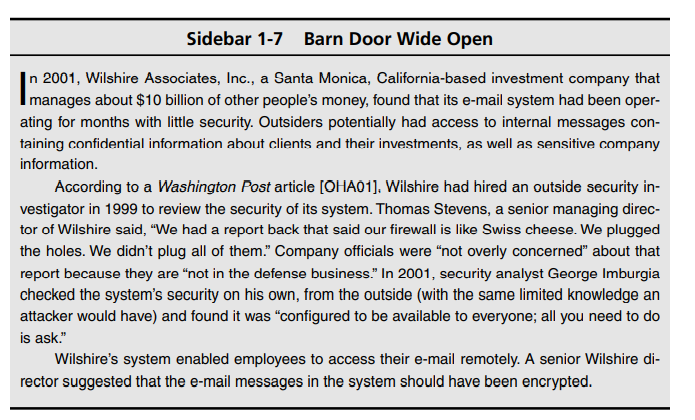 Sidebar 1-7 Barn Door Wide Open
In 2001, Wilshire Associates, Inc., a Santa Monica, California-based investment company that
manages about $10 billion of other people's money, found that its e-mail system had been oper-
ating for months with little security. Outsiders potentially had access to internal messages con-
taining confidential information about clients and their investments, as well as sensitive company
information.
According to a Washington Post article [OHA01], Wilshire had hired an outside security in-
vestigator in 1999 to review the security of its system. Thomas Stevens, a senior managing direc-
tor of Wilshire said, “We had a report back that said our firewall is like Swiss cheese. We plugged
the holes. We didn't plug all of them.” Company officials were “not overly concerned” about that
report because they are “not in the defense business.” In 2001, security analyst George Imburgia
checked the system's security on his own, from the outside (with the same limited knowledge an
attacker would have) and found it was “configured to be available to everyone; all you need to do
is ask.”
Wilshire's system enabled employees to access their e-mail remotely. A senior Wilshire di-
rector suggested that the e-mail messages in the system should have been encrypted.